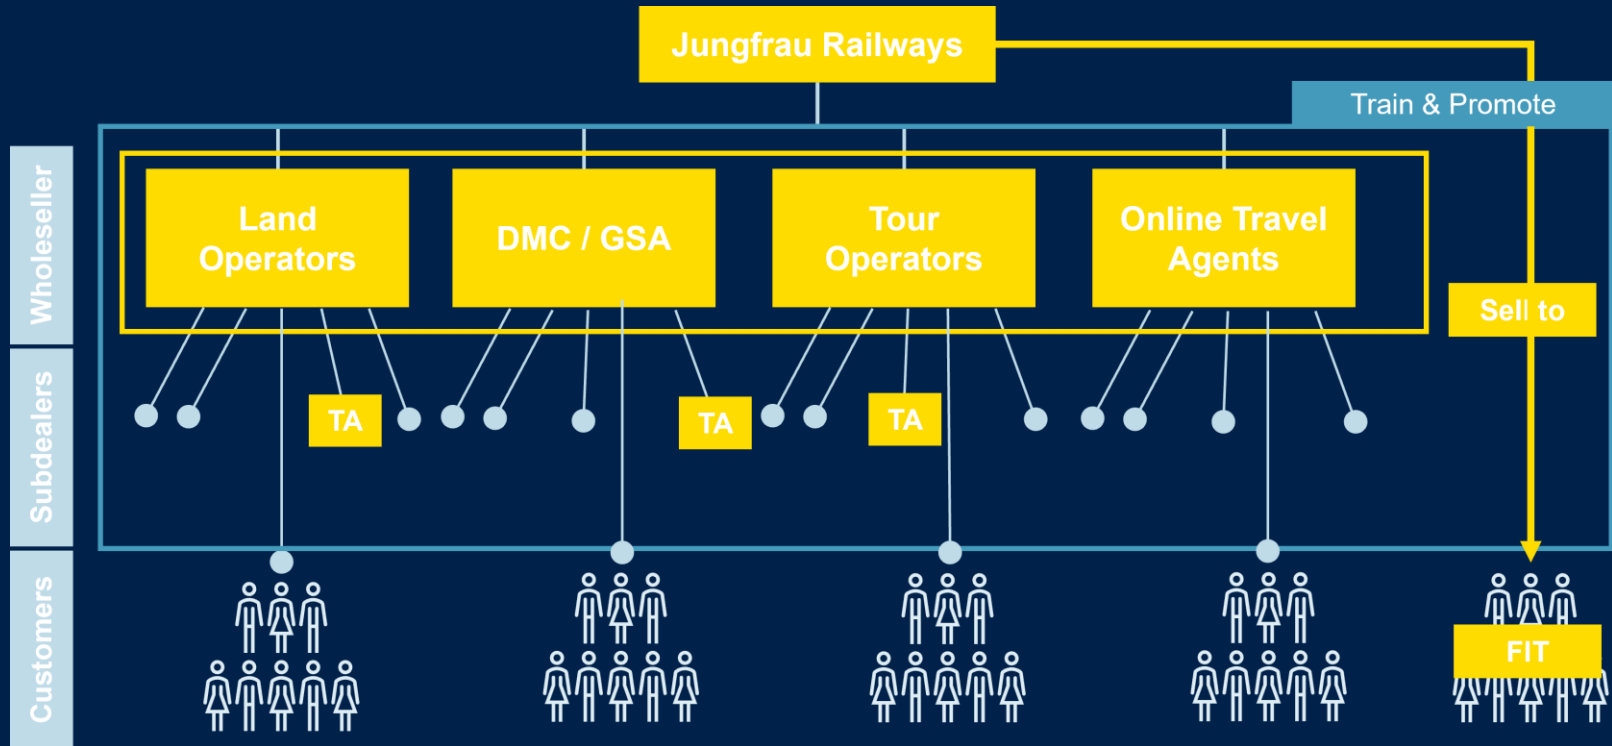 Jungfrau Railways
Train & Promote
Wholeseller
Land
Operators
DMC / GSA
Tour
Operators
Online Travel
Agents
Sell to
Subdealers
TA
TA
TA
Customers
FIT